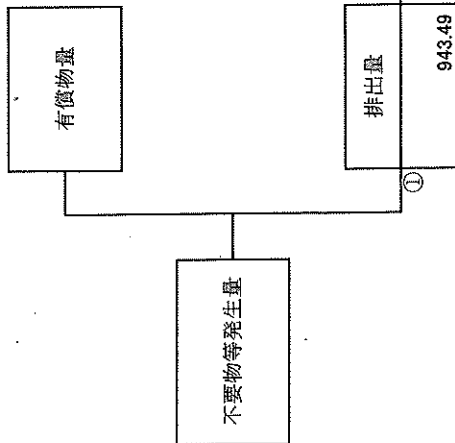 不要物等発生量
有償物量
①
排出量
943.49